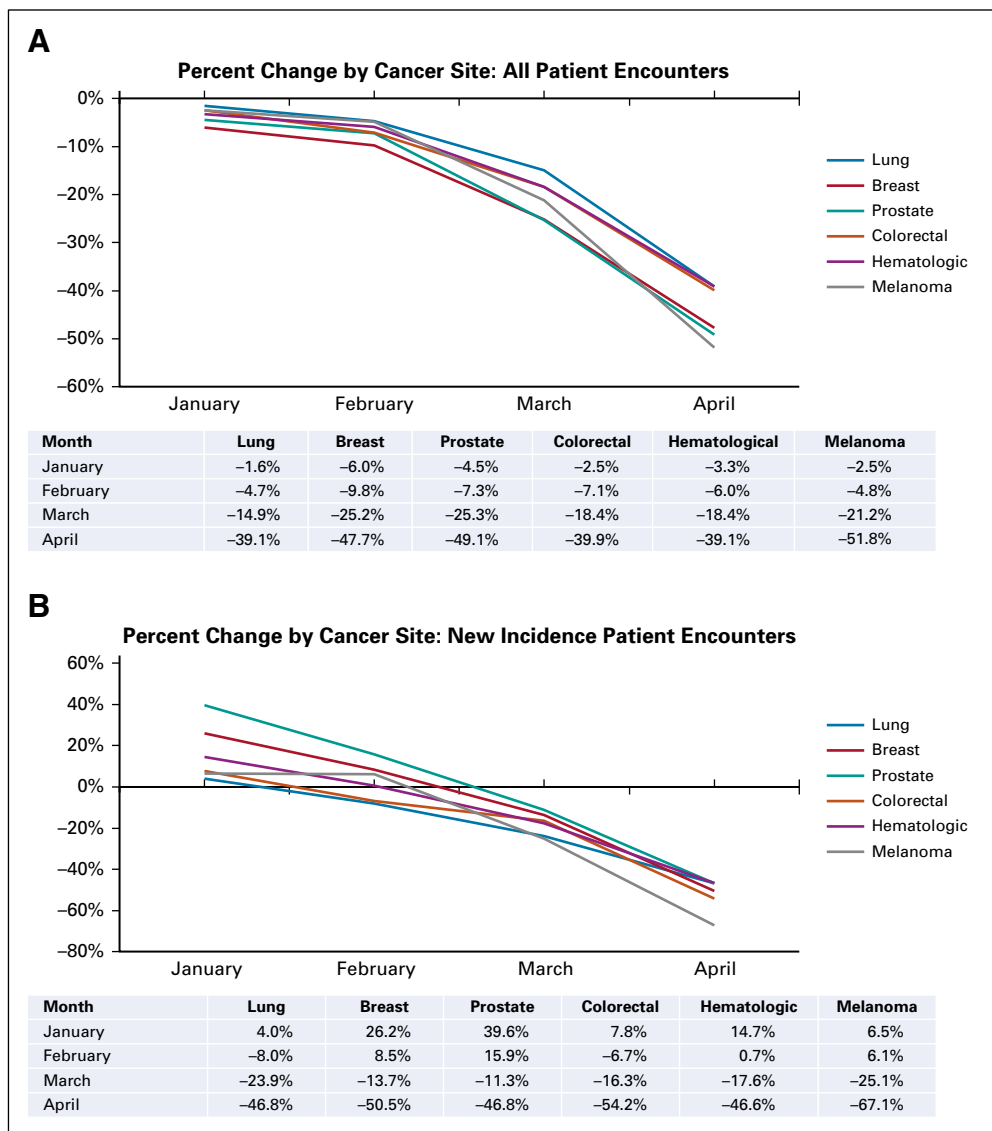 A
Percent Change by Cancer Site: All Patient Encounters
0%
–10%
–20%
–30%
–40%
–50%
–60%
January February March April
Lung
Breast
Prostate
Colorectal
Hematologic
Melanoma
Month Lung Breast Prostate Colorectal Hematological Melanoma
January –1.6% –6.0% –4.5% –2.5% –3.3% –2.5%
February –4.7% –9.8% –7.3% –7.1% –6.0% –4.8%
March –14.9% –25.2% –25.3% –18.4% –18.4% –21.2%
April –39.1% –47.7% –49.1% –39.9% –39.1% –51.8%
B
Percent Change by Cancer Site: New Incidence Patient Encounters
60%
40%
20%
0%
–20%
–40%
–60%
–80%
January February March April
Lung
Breast
Prostate
Colorectal
Hematologic
Melanoma
Month Lung Breast Prostate Colorectal Hematologic Melanoma
January 4.0% 26.2% 39.6% 7.8% 14.7% 6.5%
February –8.0% 8.5% 15.9% –6.7% 0.7% 6.1%
March –23.9% –13.7% –11.3% –16.3% –17.6% –25.1%
April –46.8% –50.5% –46.8% –54.2% –46.6% –67.1%